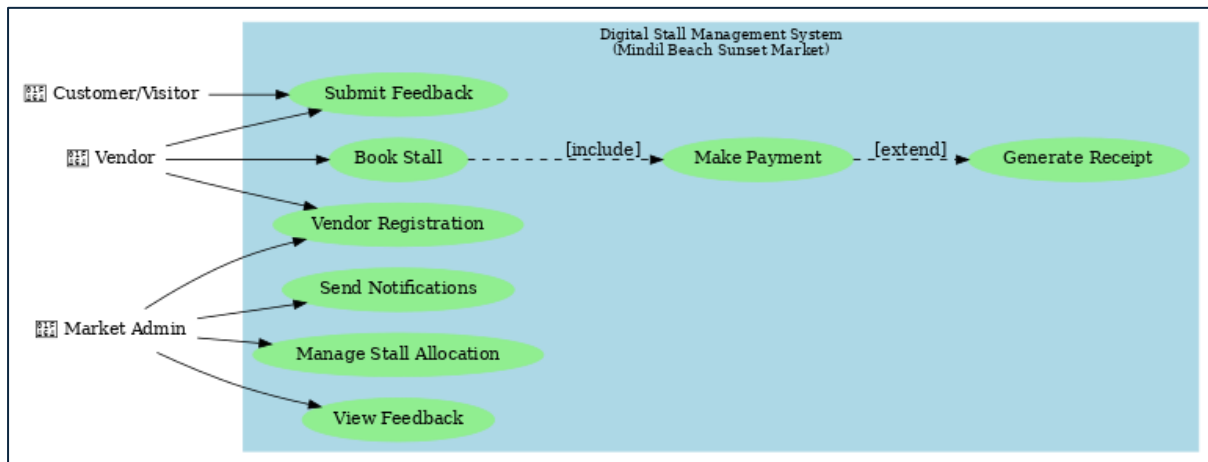 Digital Stall Management System
(Mindil Beach Sunset Market)
Customer/Visitor
Submit Feedback
Vendor
Book Stall
[include]
Make Payment
[extend]
Generate Receipt
Vendor Registration
Send Notifications
Market Admin
Manage Stall Allocation
View Feedback